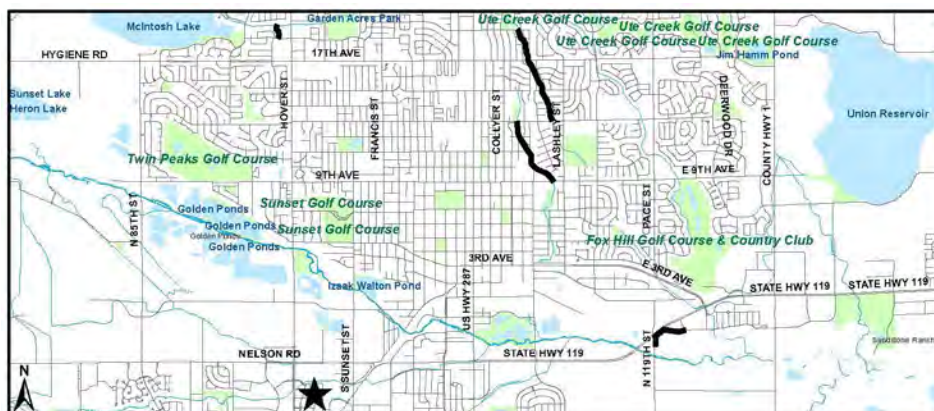 McIntosh Lake
Garden Acres Park
Ute Creek Golf Course
Ute Creek Golf Course
Ute Creek Golf Course
Ute Creek Golf Course
Jim Hamm Pond
HYGIENE RD
17TH AVE
Sunset Lake
Heron Lake
HOVER ST
FRANCIS ST
COLLYER ST
LASHLEY ST
DEERWOOD DR
COUNTY HWY 1
Union Reservoir
Twin Peaks Golf Course
9TH AVE
E 9TH AVE
N 85TH ST
Golden Ponds
Sunset Golf Course
Golden Ponds
Golden Ponds
Sunset Golf Course
Golden Ponds
PACE ST
Fox Hill Golf Course & Country Club
3RD AVE
E 3RD AVE
Izaak Walton Pond
US HWY 287
STATE HWY 119
STATE HWY 119
S SUNSET ST
NELSON RD
STATE HWY 119
N 119TH ST
Sandstone Ranch
N